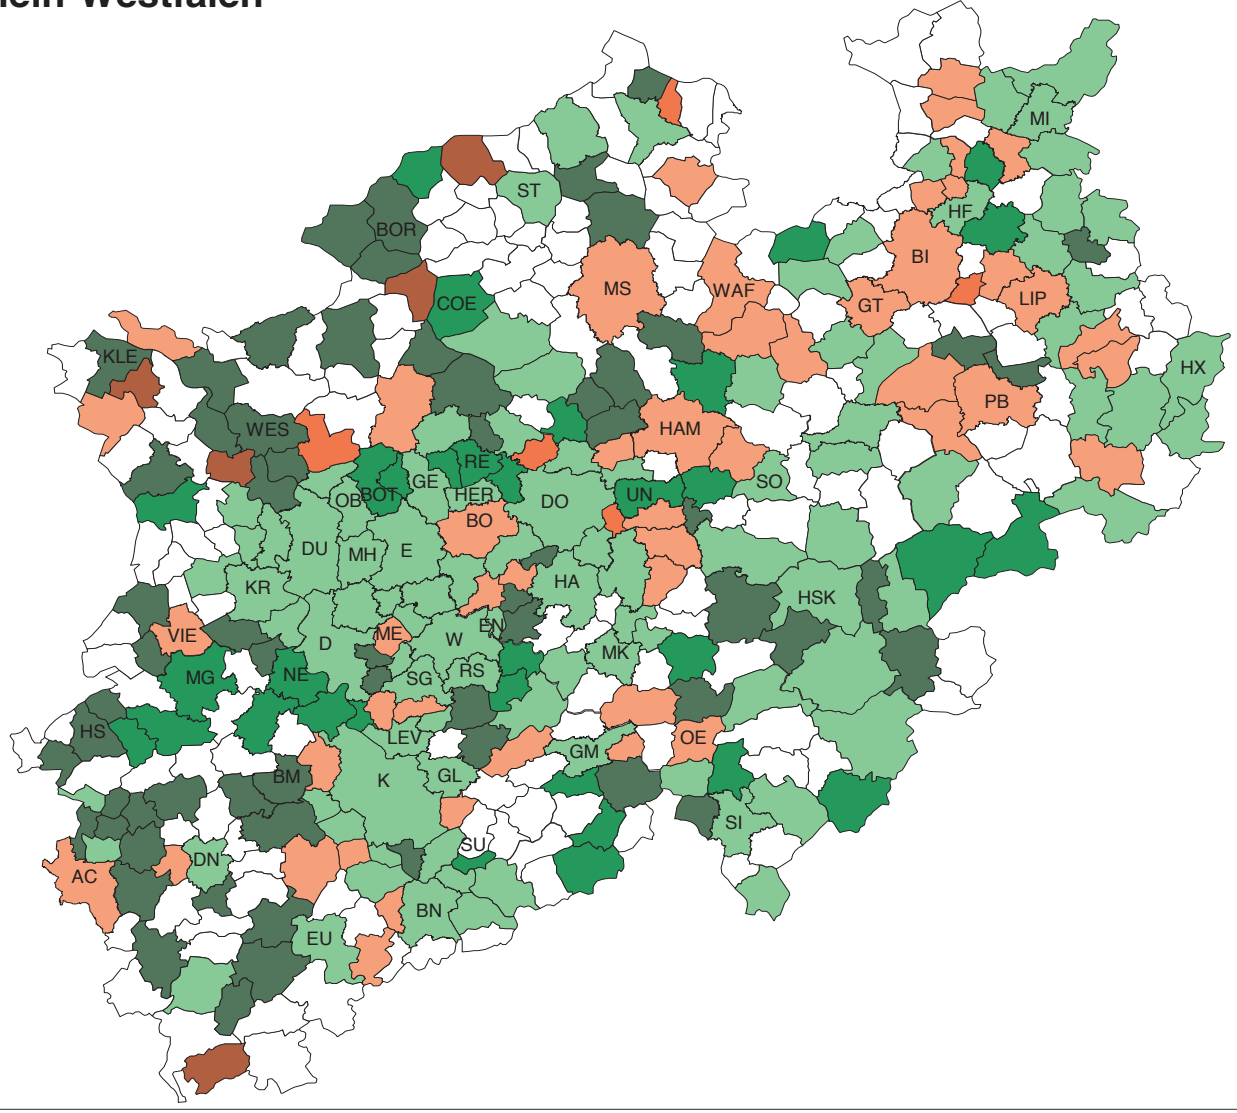 hein-Westfalen
MI
ST
HF
BOR
BI
MS
WAF
LIP
COE
GT
KLE
HX
PB
WES
HAM
RE
GE
SO
OB
BOT
HER
UN
DO
BO
DU
MH
E
HA
KR
HSK
EN
VIE
ME
W
D
MK
RS
MG
NE
SG
HS
LEV
OE
GM
BM
K
GL
SI
SU
DN
AC
BN
EU